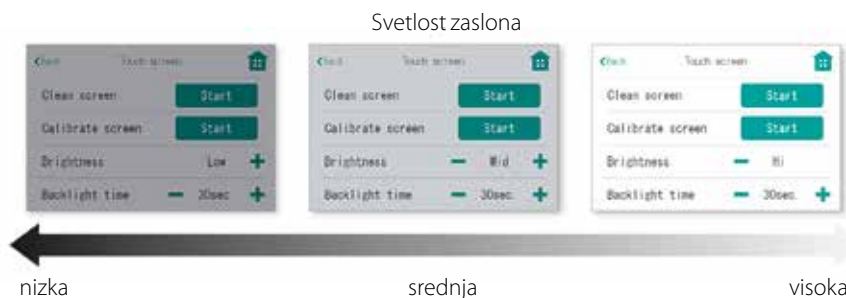 Svetlost zaslona
Back Touch screen
Clean screen Start
Calibrate screen Start
Brightness Low +
Backlight time − 30sec. +
Back Touch screen
Clean screen Start
Calibrate screen Start
Brightness − Mid +
Backlight time − 30sec. +
Back Touch screen
Clean screen Start
Calibrate screen Start
Brightness − Hi
Backlight time − 30sec. +
nizka
srednja
visoka